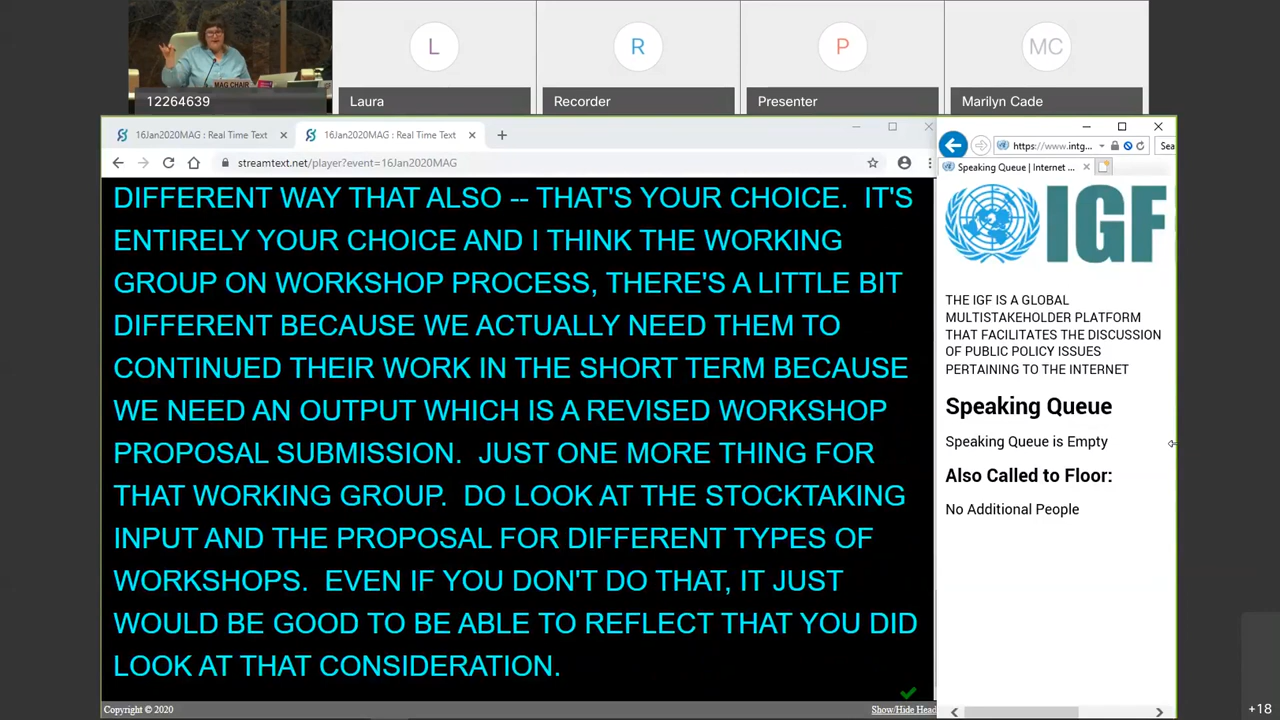 MAG CHAIR
L
R
P
MC
12264639
Laura
Recorder
Presenter
Marilyn Cade
16Jan2020MAG : Real Time Text
16Jan2020MAG : Real Time Text
streamtext.net/player?event=16Jan2020MAG
DIFFERENT WAY THAT ALSO -- THAT'S YOUR CHOICE. IT'S
ENTIRELY YOUR CHOICE AND I THINK THE WORKING
GROUP ON WORKSHOP PROCESS, THERE'S A LITTLE BIT
DIFFERENT BECAUSE WE ACTUALLY NEED THEM TO
CONTINUED THEIR WORK IN THE SHORT TERM BECAUSE
WE NEED AN OUTPUT WHICH IS A REVISED WORKSHOP
PROPOSAL SUBMISSION. JUST ONE MORE THING FOR
THAT WORKING GROUP. DO LOOK AT THE STOCKTAKING
INPUT AND THE PROPOSAL FOR DIFFERENT TYPES OF
WORKSHOPS. EVEN IF YOU DON'T DO THAT, IT JUST
WOULD BE GOOD TO BE ABLE TO REFLECT THAT YOU DID
LOOK AT THAT CONSIDERATION.
Copyright © 2020
Show/Hide Head
https://www.intg...
Sea
Speaking Queue | Internet ...
IGF
THE IGF IS A GLOBAL
MULTISTAKEHOLDER PLATFORM
THAT FACILITATES THE DISCUSSION
OF PUBLIC POLICY ISSUES
PERTAINING TO THE INTERNET
Speaking Queue
Speaking Queue is Empty
Also Called to Floor:
No Additional People
+18